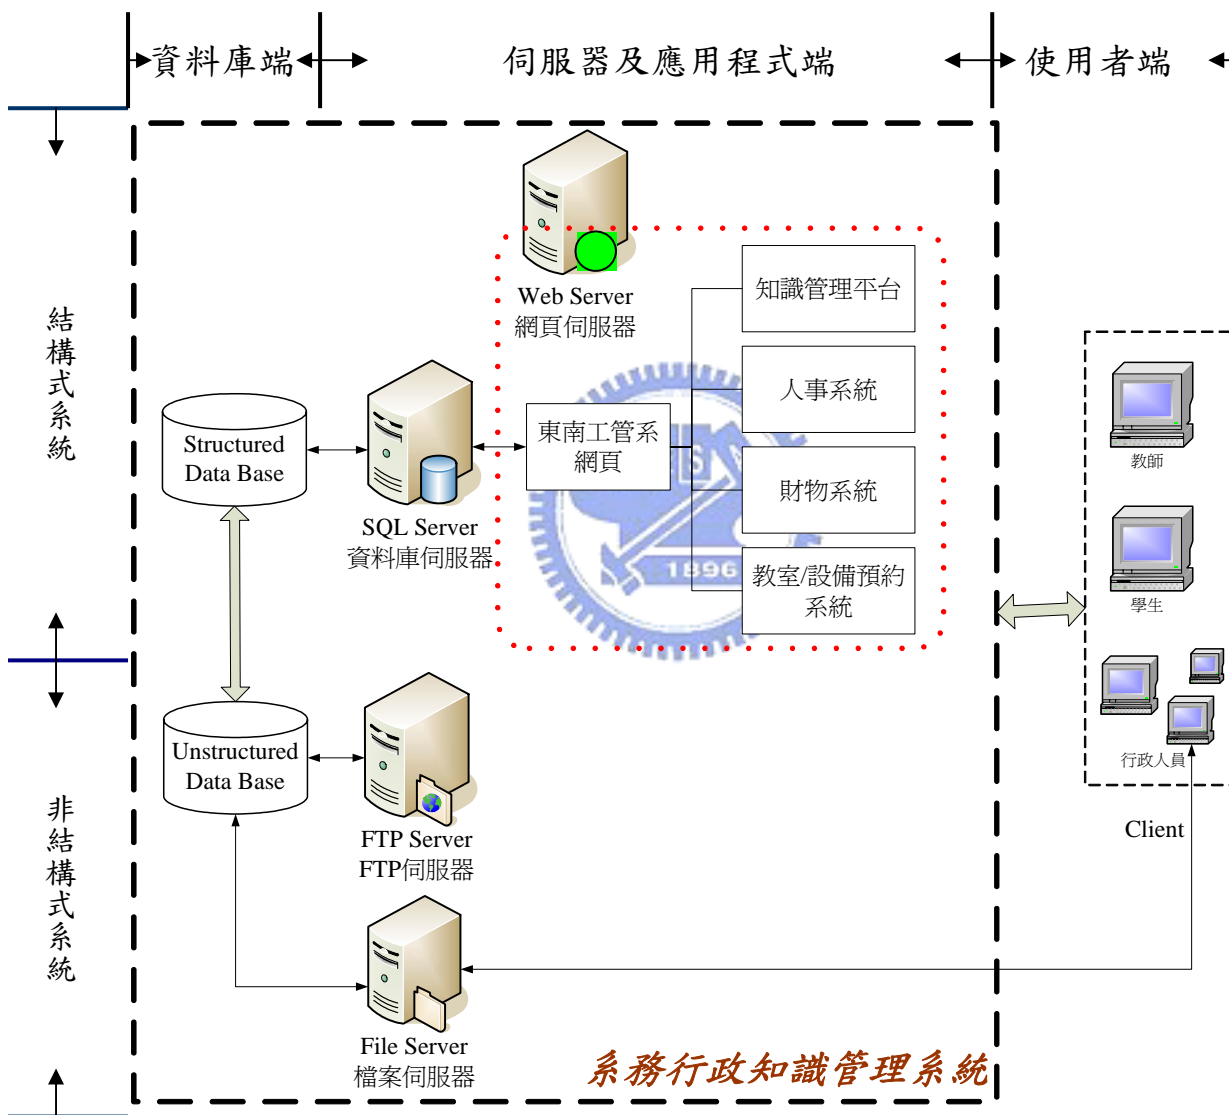 資料庫端
伺服器及應用程式端
使用者端
結構式系統
非結構式系統
Web Server
網頁伺服器
知識管理平台
人事系統
財物系統
教室/設備預約
系統
東南工管系
網頁
Structured
Data Base
SQL Server
資料庫伺服器
1896
教師
學生
行政人員
Client
Unstructured
Data Base
FTP Server
FTP伺服器
File Server
檔案伺服器
系務行政知識管理系統